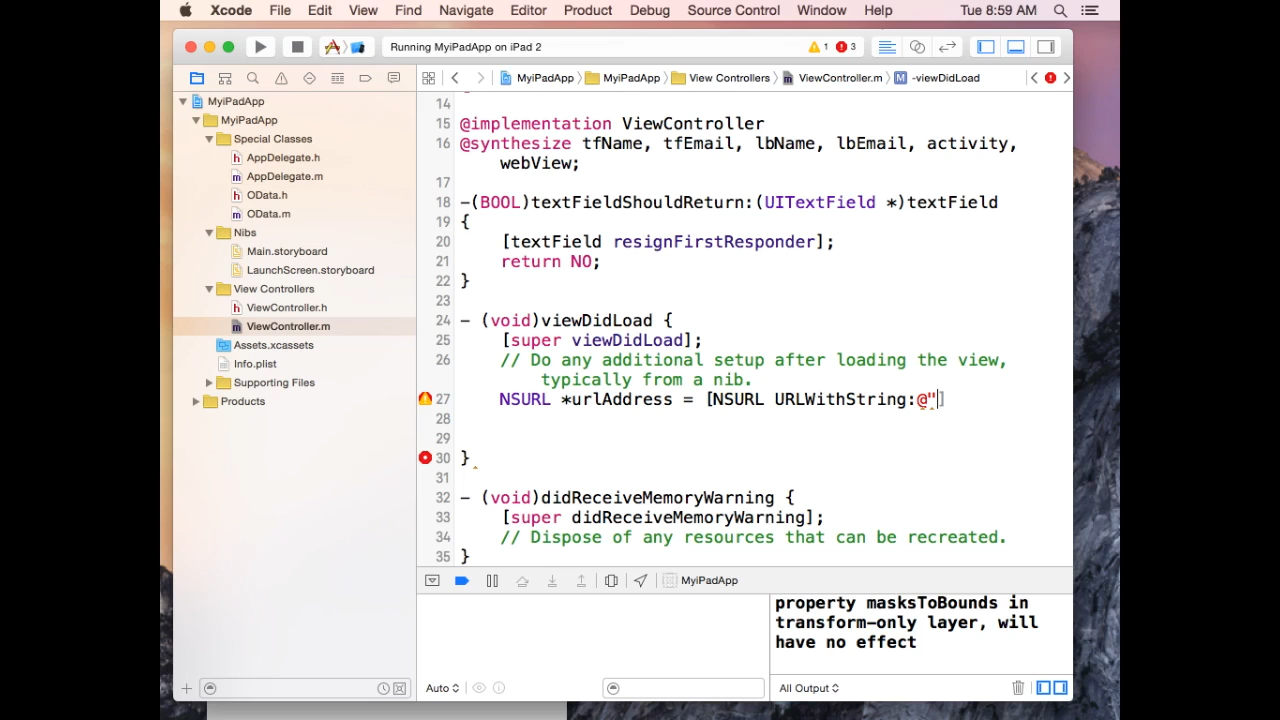 Xcode File Edit View Find Navigate Editor Product Debug Source Control Window Help Tue 8:59 AM
Running MyiPadApp on iPad 2 1 3
MyiPadApp MyiPadApp View Controllers ViewController.m M -viewDidLoad
MyiPadApp
MyiPadApp
Special Classes
h AppDelegate.h
m AppDelegate.m
h OData.h
m OData.m
Nibs
Main.storyboard
LaunchScreen.storyboard
View Controllers
h ViewController.h
m ViewController.m
Assets.xcassets
Info.plist
Supporting Files
Products
14
15 @implementation ViewController
16 @synthesize tfName, tfEmail, lbName, lbEmail, activity,
webView;
17
18 -(BOOL)textFieldShouldReturn:(UITextField *)textField
19 {
20 [textField resignFirstResponder];
21 return NO;
22 }
23
24 - (void)viewDidLoad {
25 [super viewDidLoad];
26 // Do any additional setup after loading the view,
typically from a nib.
27 NSURL *urlAddress = [NSURL URLWithString:@"]
28
29
30 }
31
32 - (void)didReceiveMemoryWarning {
33 [super didReceiveMemoryWarning];
34 // Dispose of any resources that can be recreated.
35 }
MyiPadApp
property masksToBounds in
transform-only layer, will
have no effect
Auto All Output